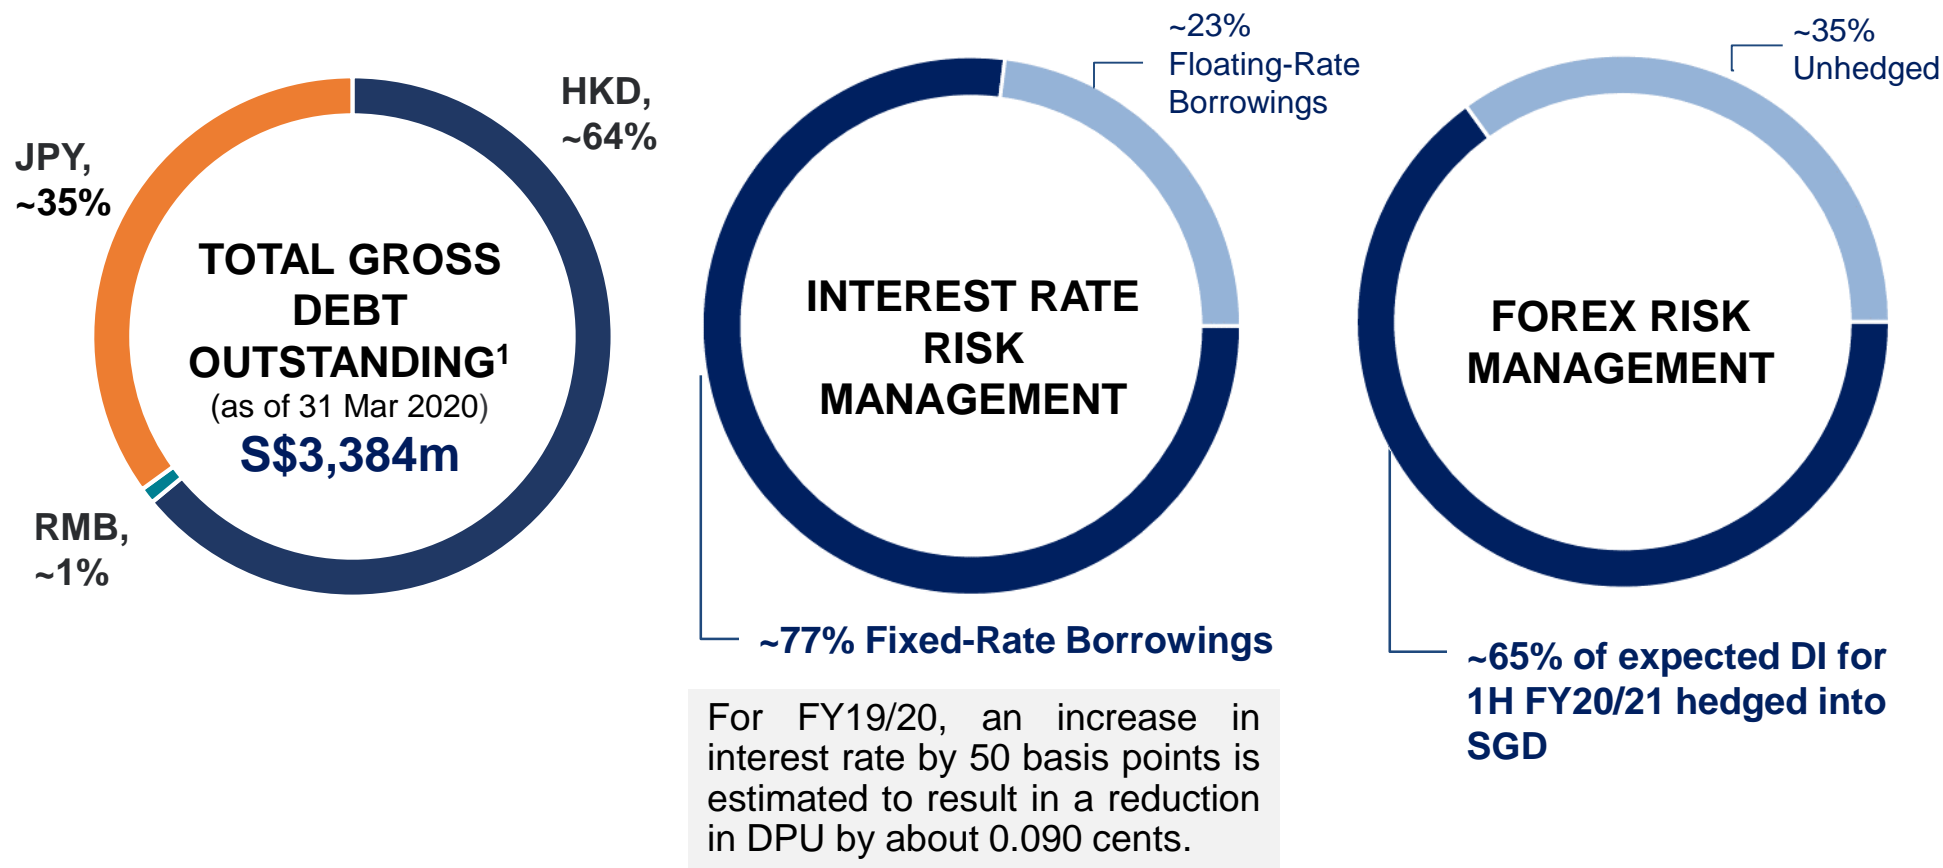 HKD,
~64%
JPY,
~35%
RMB,
~1%
TOTAL GROSS
DEBT
OUTSTANDING¹
(as of 31 Mar 2020)
S$3,384m
~23%
Floating-Rate
Borrowings
INTEREST RATE
RISK
MANAGEMENT
~77% Fixed-Rate Borrowings
For FY19/20, an increase in
interest rate by 50 basis points is
estimated to result in a reduction
in DPU by about 0.090 cents.
~35%
Unhedged
FOREX RISK
MANAGEMENT
~65% of expected DI for
1H FY20/21 hedged into
SGD